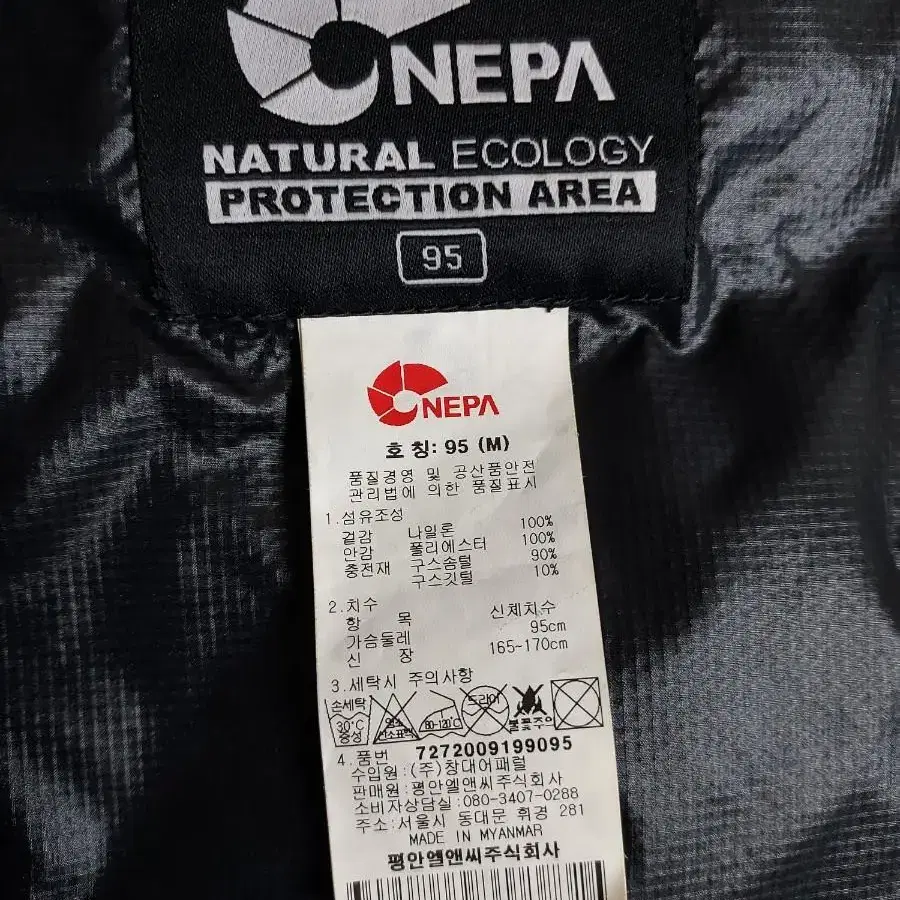 NEPA
NATURAL ECOLOGY
PROTECTION AREA
95
NEPA
호 칭: 95 (M)
품질경영 및 공산품안전
관리법에 의한 품질표시
1.섬유조성
겉감 나일론 100%
안감 폴리에스터 100%
충전재 구스솜털 90%
구스깃털 10%
2.치수
항 목 신체치수
가슴둘레 95cm
신 장 165-170cm
3.세탁시 주의사항
손세탁 30℃ 중성 염소표백 80-120℃ 드라이 불꽃주의
4.품번 7272009199095
수입원:(주)창대어패럴
판매원:평안엘앤씨주식회사
소비자상담실:080-3407-0288
주소:서울시 동대문 휘경 281
MADE IN MYANMAR
평안엘앤씨주식회사